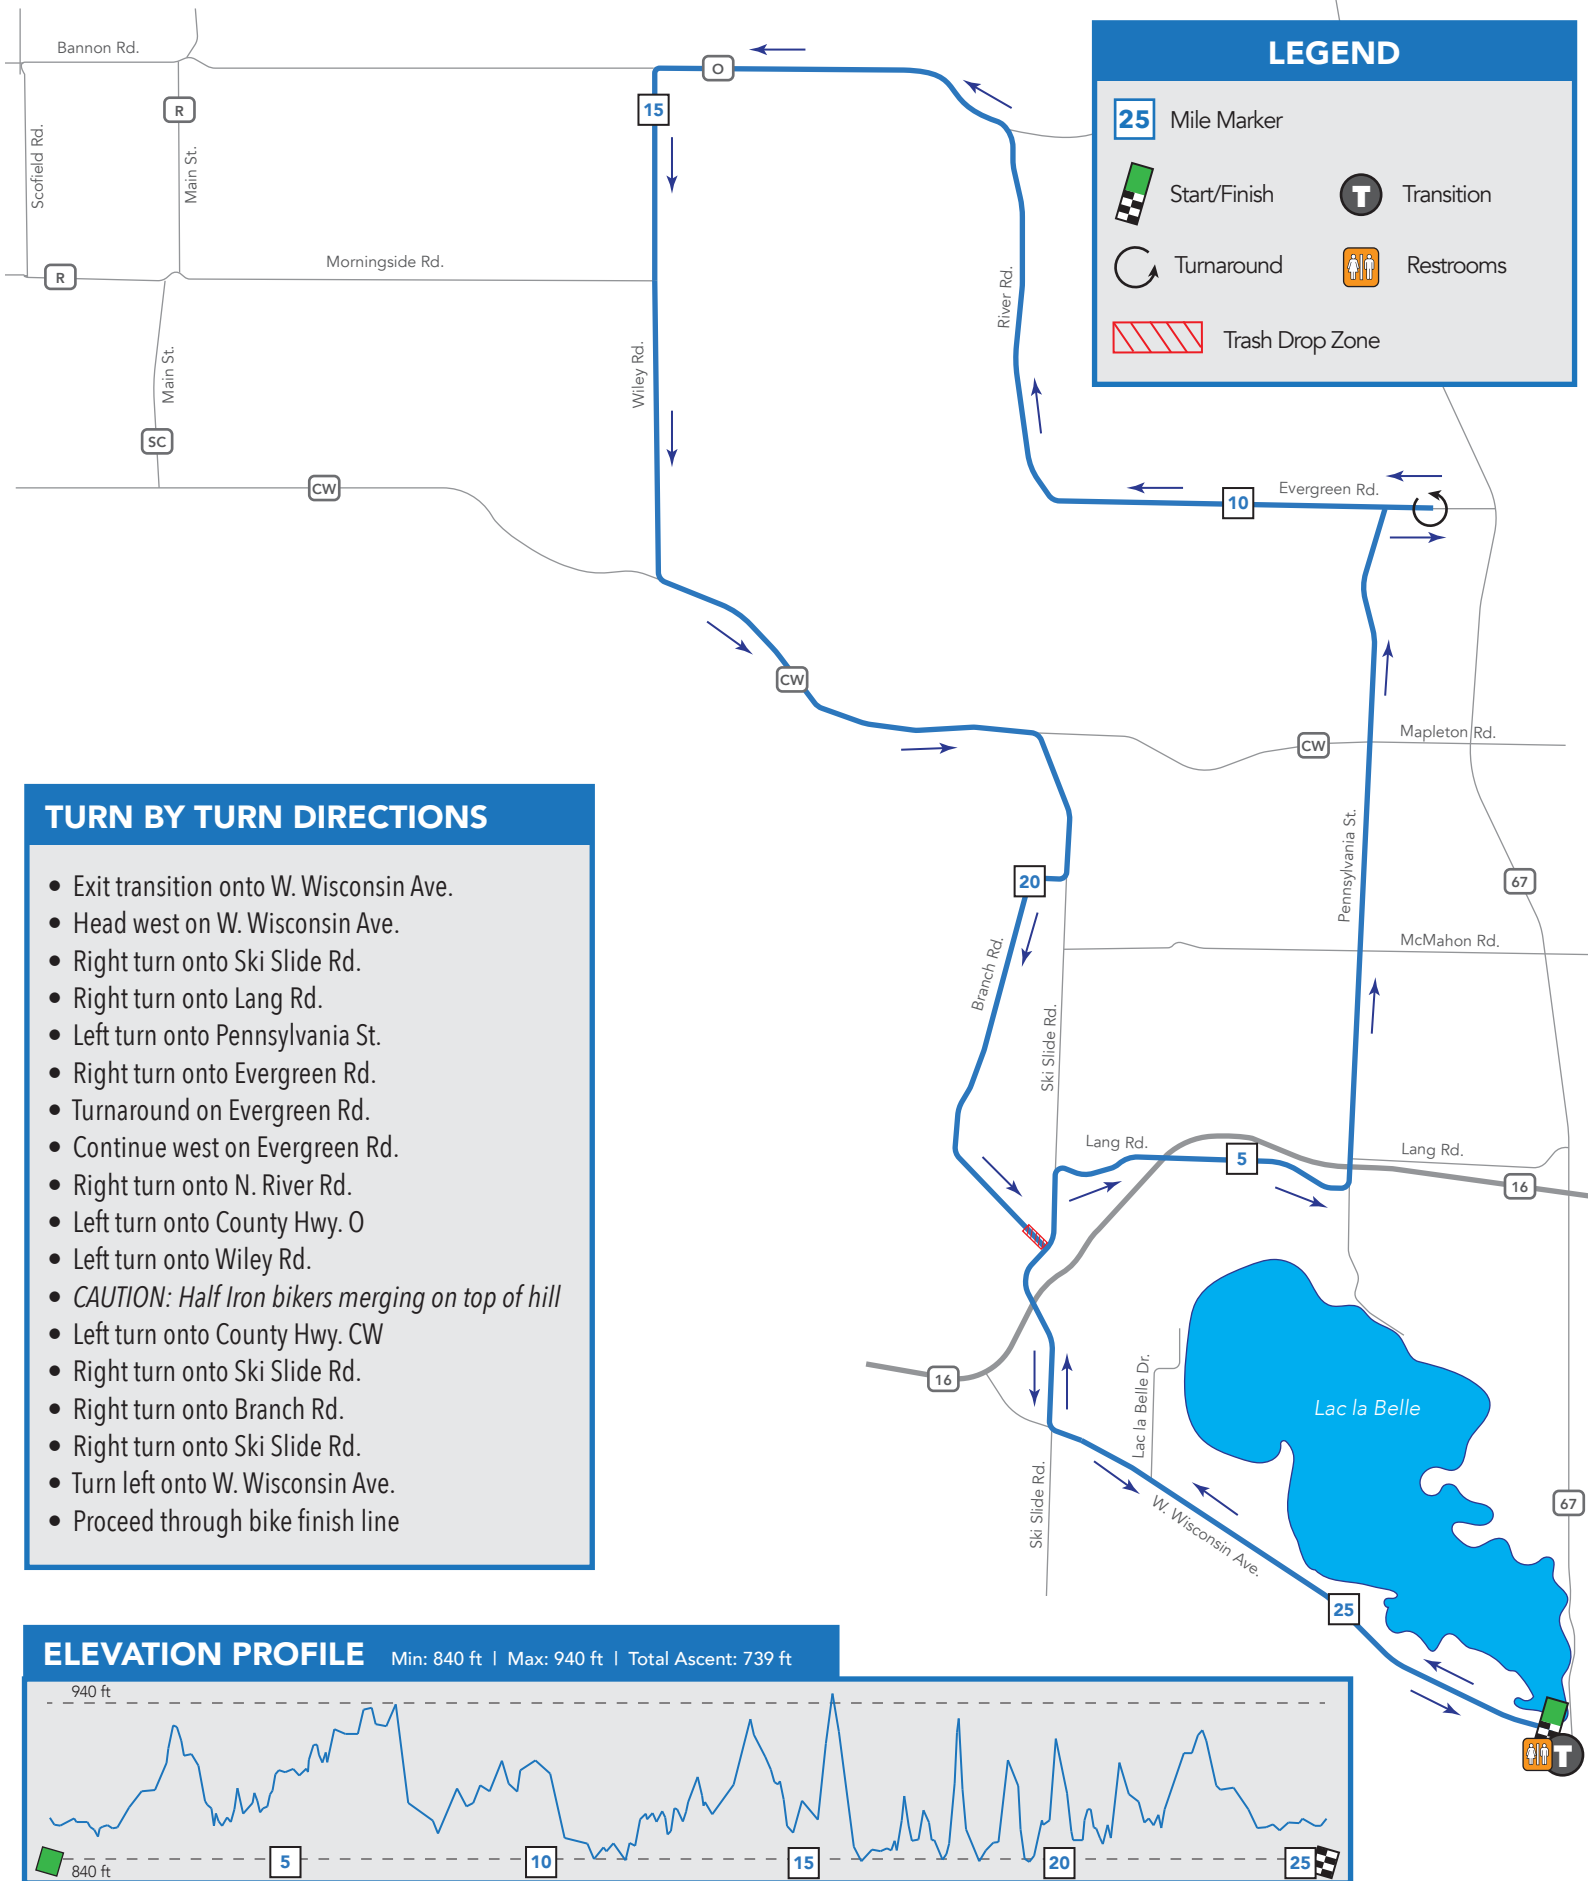 Bannon Rd.
O
LEGEND
25 Mile Marker
Start/Finish
T Transition
Turnaround
Restrooms
Trash Drop Zone
R
15
Scofield Rd.
Main St.
R
Morningside Rd.
River Rd.
Main St.
Wiley Rd.
SC
CW
Evergreen Rd.
10
CW
CW
Mapleton Rd.
TURN BY TURN DIRECTIONS
• Exit transition onto W. Wisconsin Ave.
• Head west on W. Wisconsin Ave.
• Right turn onto Ski Slide Rd.
• Right turn onto Lang Rd.
• Left turn onto Pennsylvania St.
• Right turn onto Evergreen Rd.
• Turnaround on Evergreen Rd.
• Continue west on Evergreen Rd.
• Right turn onto N. River Rd.
• Left turn onto County Hwy. O
• Left turn onto Wiley Rd.
• CAUTION: Half Iron bikers merging on top of hill
• Left turn onto County Hwy. CW
• Right turn onto Ski Slide Rd.
• Right turn onto Branch Rd.
• Right turn onto Ski Slide Rd.
• Turn left onto W. Wisconsin Ave.
• Proceed through bike finish line
Pennsylvania St.
20
67
Branch Rd.
McMahon Rd.
Ski Slide Rd.
Lang Rd.
5
Lang Rd.
16
16
Lac la Belle Dr.
Lac la Belle
Ski Slide Rd.
W. Wisconsin Ave.
67
25
T
ELEVATION PROFILE Min: 840 ft | Max: 940 ft | Total Ascent: 739 ft
940 ft
840 ft
5
10
15
20
25